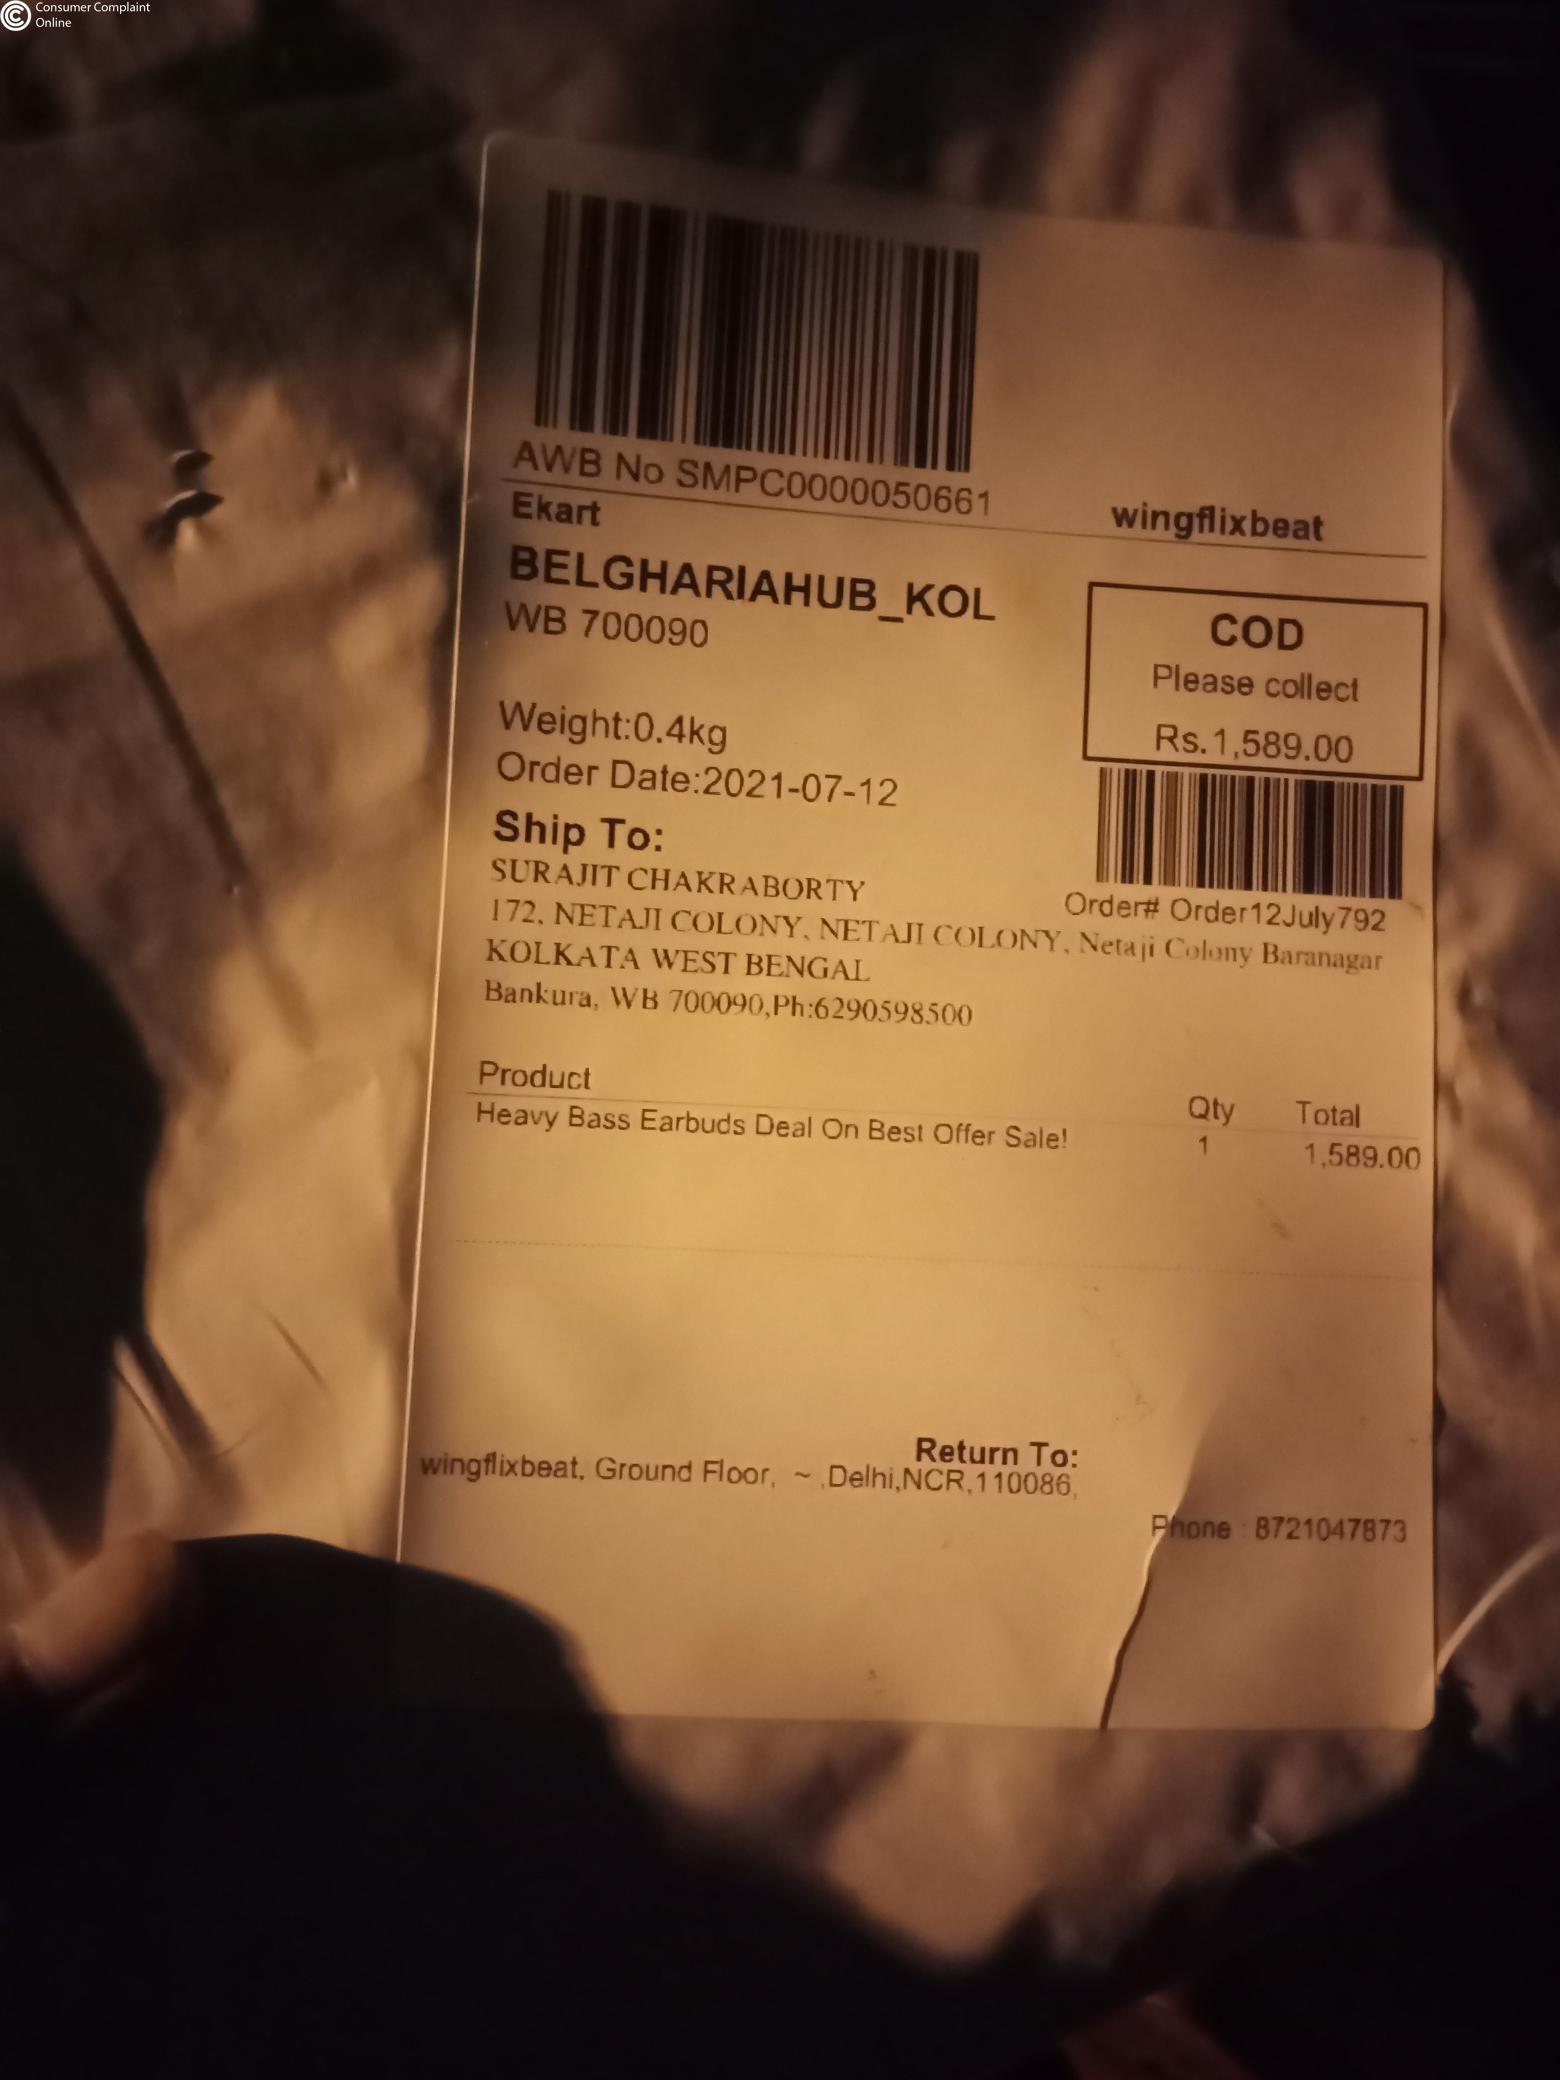 Consumer Complaint
Online
AWB No SMPC0000050661
Ekart
wingflixbeat
BELGHARIAHUB_KOL
WB 700090
COD
Please collect
Rs.1,589.00
Weight:0.4kg
Order Date:2021-07-12
Order# Order12July792
Ship To:
SURAJIT CHAKRABORTY
172, NETAJI COLONY, NETAJI COLONY, Netaji Colony Baranagar
KOLKATA WEST BENGAL
Bankura, WB 700090,Ph:6290598500
Product Qty Total
Heavy Bass Earbuds Deal On Best Offer Sale! 1 1,589.00
Return To:
wingflixbeat, Ground Floor, ~ ,Delhi,NCR,110086,
Phone : 8721047873